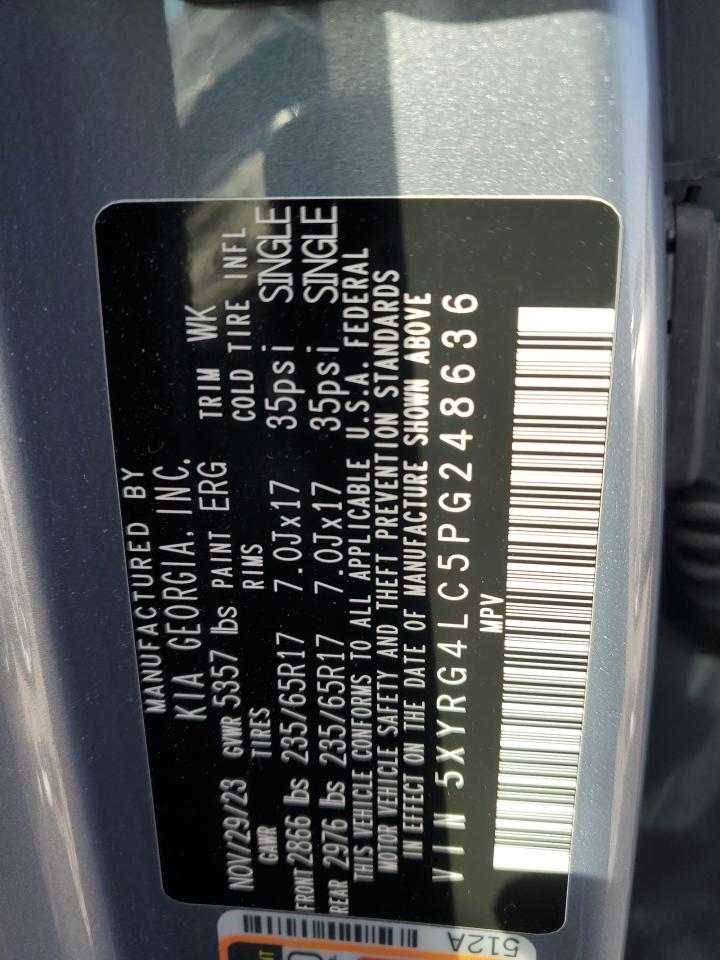 MANUFACTURED BY
KIA GEORGIA, INC.
NOV/29/23 GVWR 5357 lbs PAINT ERG TRIM WK
GAWR TIRES RIMS COLD TIRE INFL
FRONT 2866 lbs 235/65R17 7.0Jx17 35psi SINGLE
REAR 2976 lbs 235/65R17 7.0Jx17 35psi SINGLE
THIS VEHICLE CONFORMS TO ALL APPLICABLE U.S.A. FEDERAL
MOTOR VEHICLE SAFETY AND THEFT PREVENTION STANDARDS
IN EFFECT ON THE DATE OF MANUFACTURE SHOWN ABOVE
VIN 5XYRG4LC5PG248636
MPV
512A